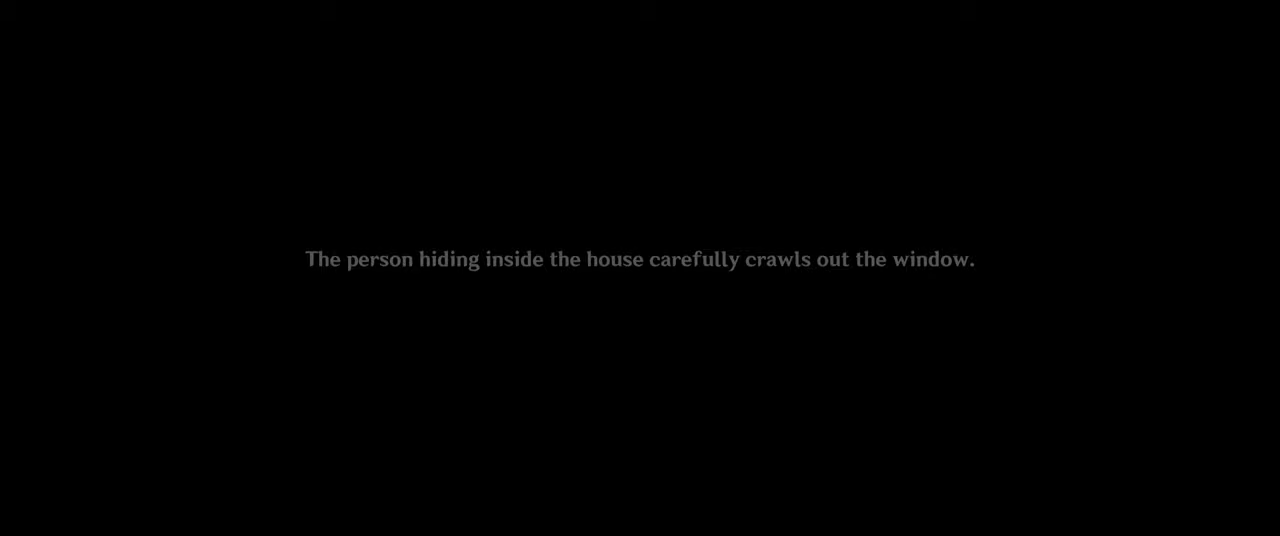 The person hiding inside the house carefully crawls out the window.